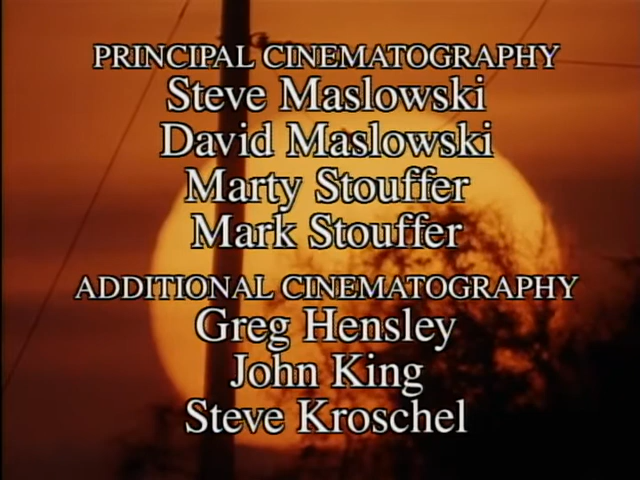 PRINCIPAL CINEMATOGRAPHY
Steve Maslowski
David Maslowski
Marty Stouffer
Mark Stouffer
ADDITIONAL CINEMATOGRAPHY
Greg Hensley
John King
Steve Kroschel